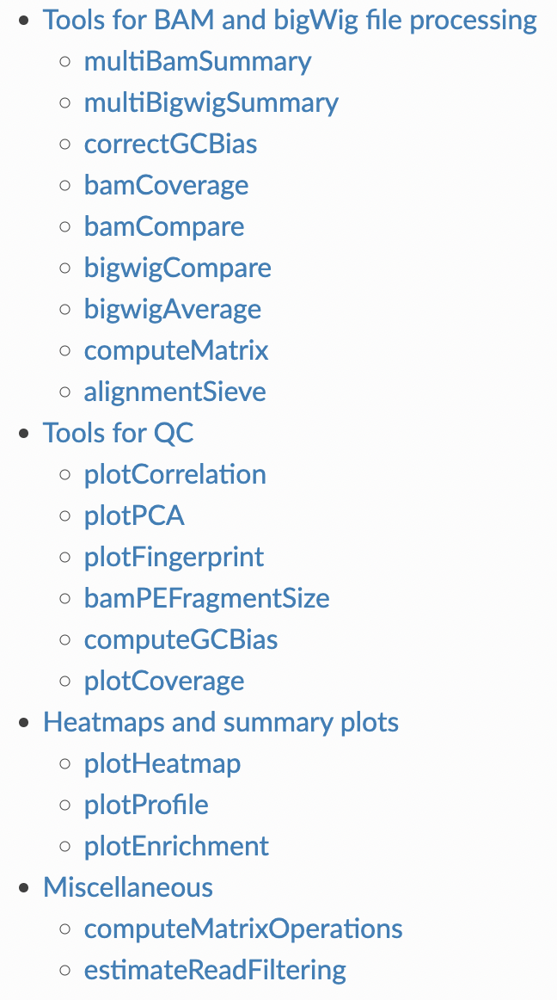 Tools for BAM and bigWig file processing
multiBamSummary
multiBigwigSummary
correctGCBias
bamCoverage
bamCompare
bigwigCompare
bigwigAverage
computeMatrix
alignmentSieve
Tools for QC
plotCorrelation
plotPCA
plotFingerprint
bamPEFragmentSize
computeGCBias
plotCoverage
Heatmaps and summary plots
plotHeatmap
plotProfile
plotEnrichment
Miscellaneous
computeMatrixOperations
estimateReadFiltering